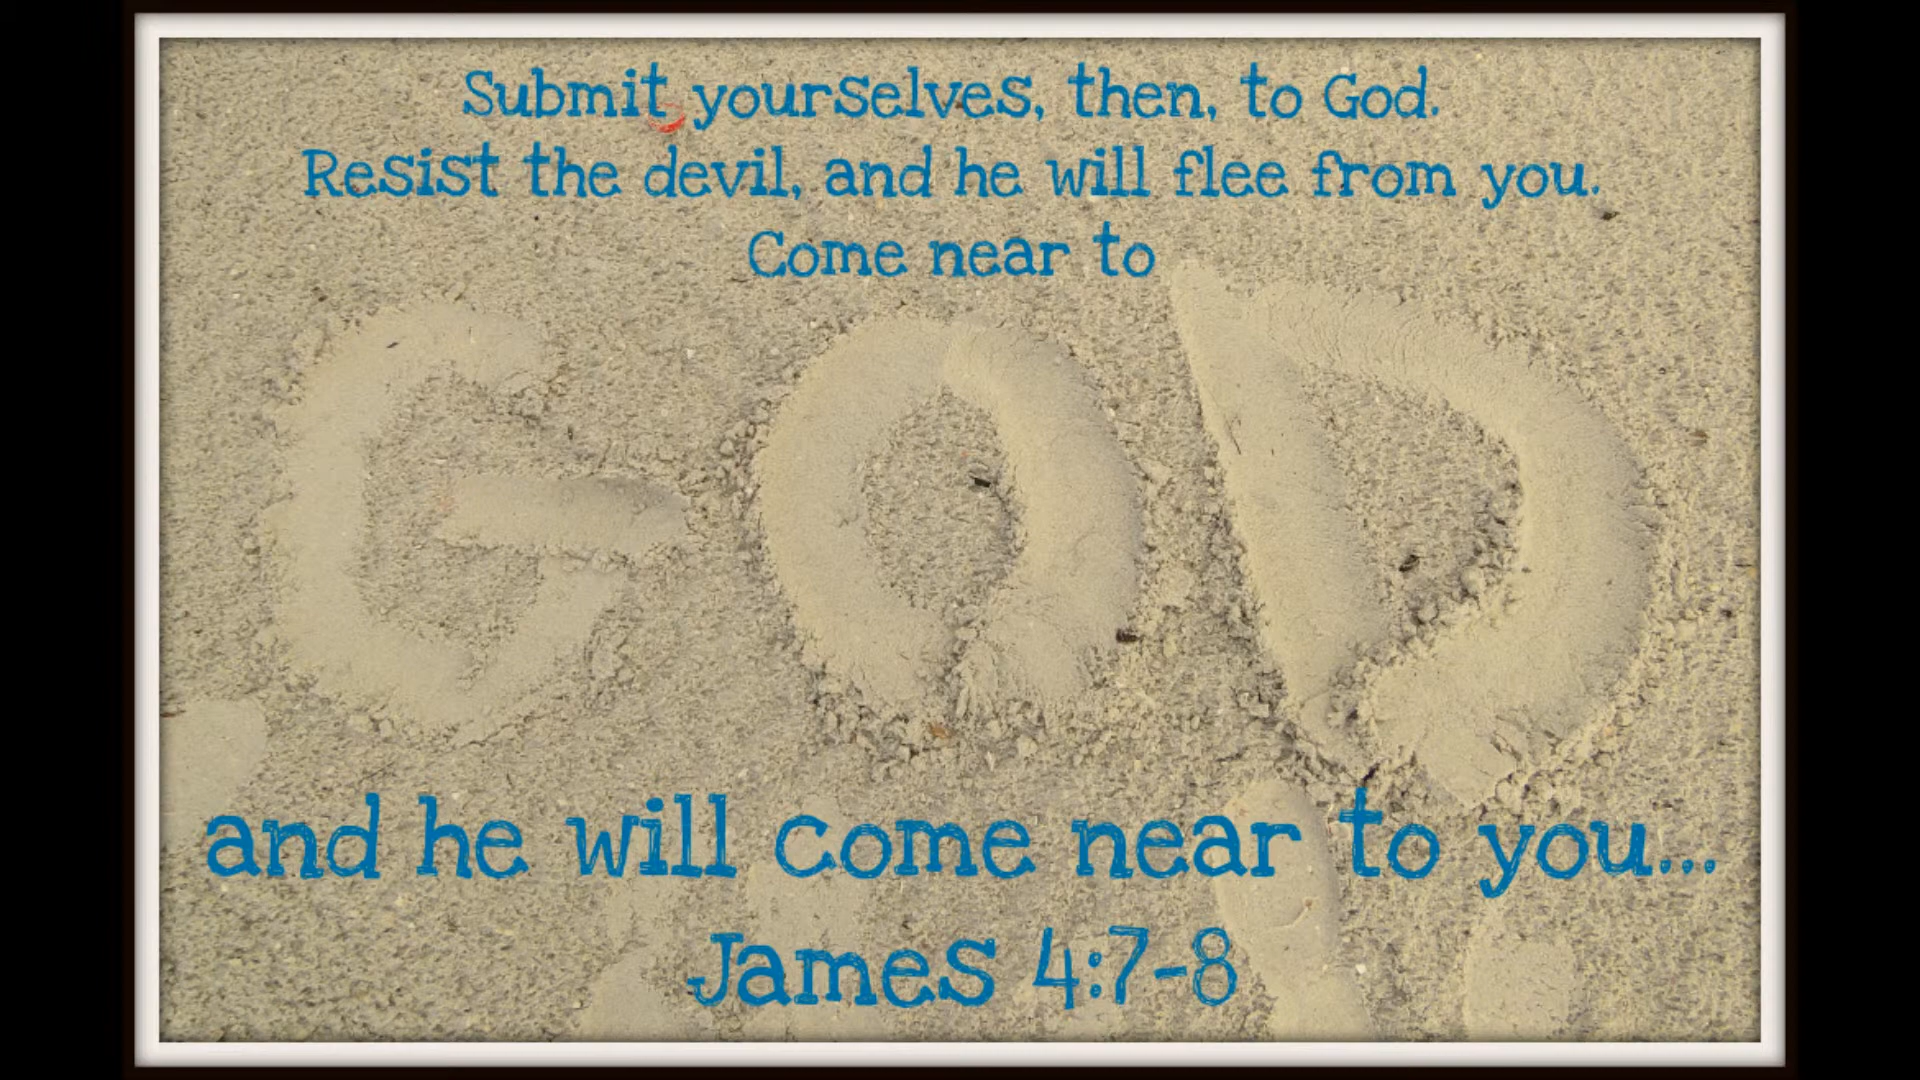 Submit yourselves, then, to God.
Resist the devil, and he will flee from you.
Come near to
GOD
and he will come near to you...
James 4:7-8